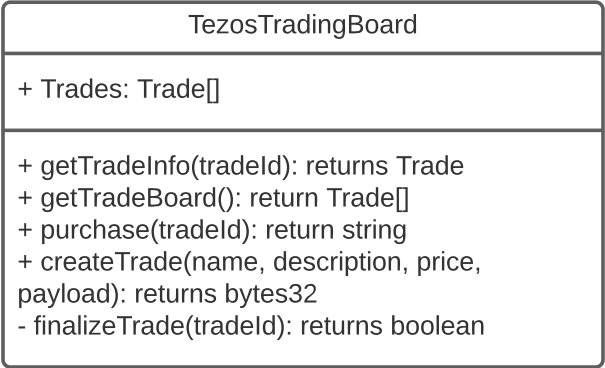 TezosTradingBoard
+ Trades: Trade[]
+ getTradeInfo(tradeId): returns Trade
+ getTradeBoard(): return Trade[]
+ purchase(tradeId): return string
+ createTrade(name, description, price,
payload): returns bytes32
- finalizeTrade(tradeId): returns boolean